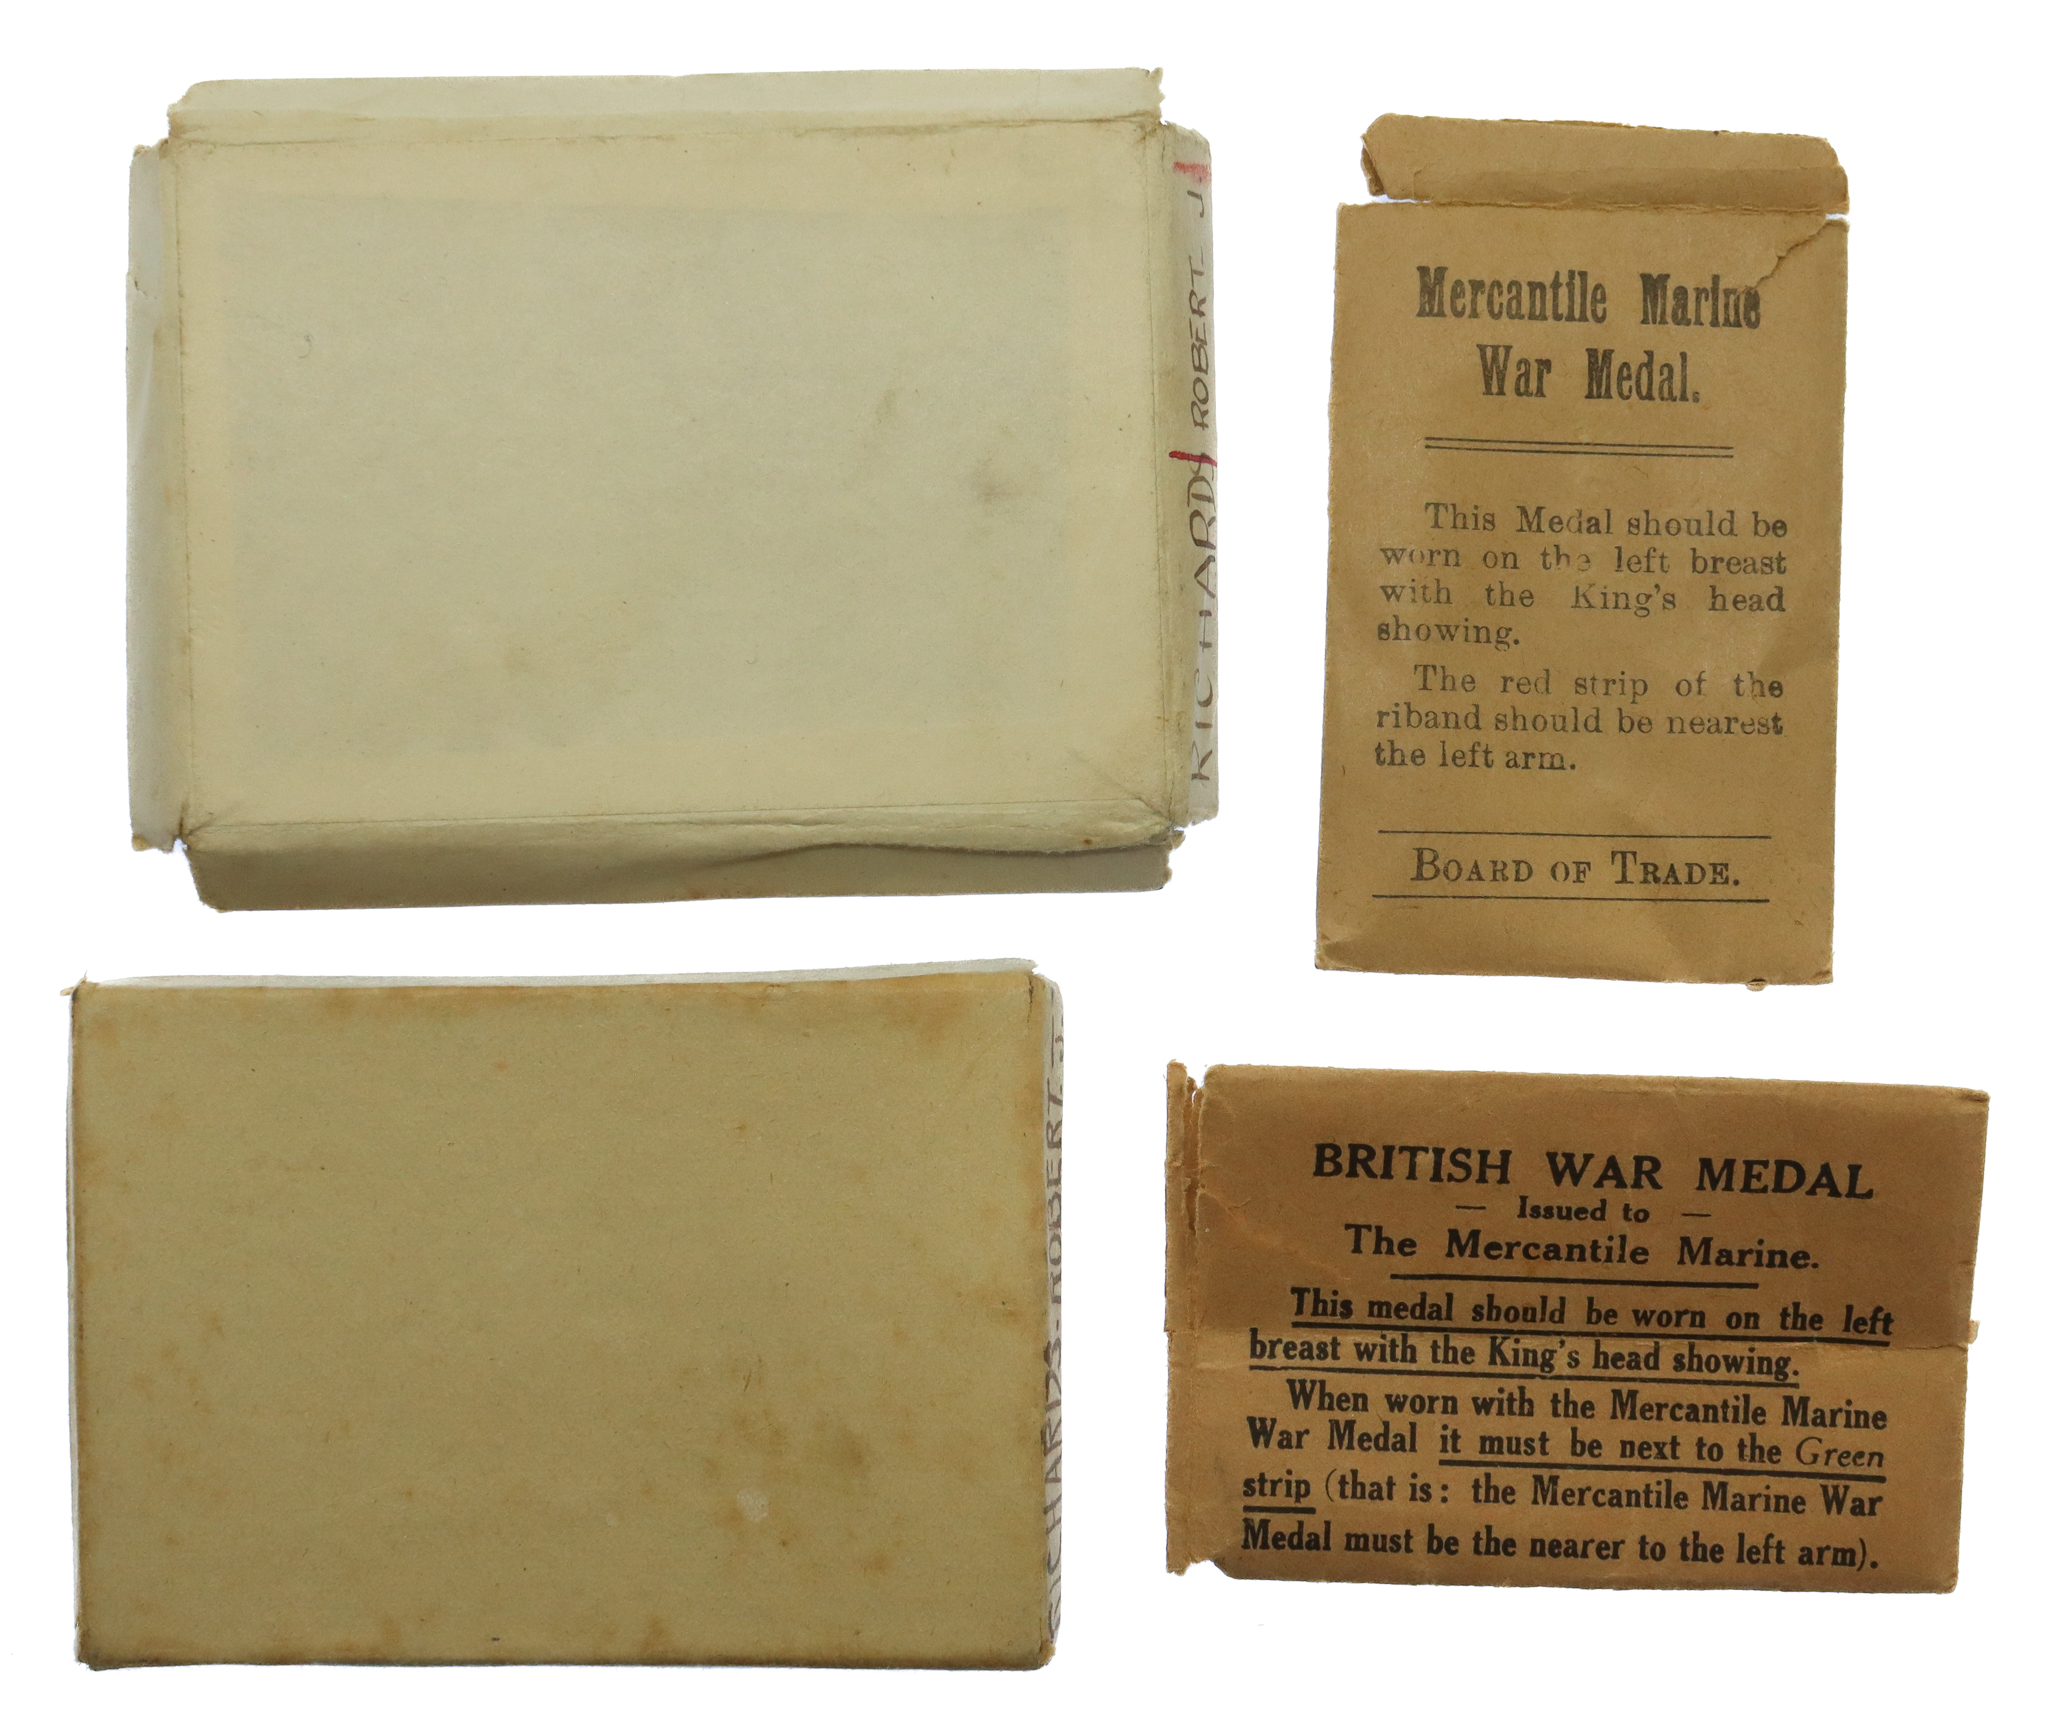 RICHARDS ROBERT J
Mercantile Marine
War Medal.
This Medal should be
worn on the left breast
with the King's head
showing.
The red strip of the
riband should be nearest
the left arm.
BOARD OF TRADE.
RICHARDS. ROBERT. J.
BRITISH WAR MEDAL
— Issued to —
The Mercantile Marine.
This medal should be worn on the left
breast with the King's head showing.
When worn with the Mercantile Marine
War Medal it must be next to the Green
strip (that is: the Mercantile Marine War
Medal must be the nearer to the left arm).